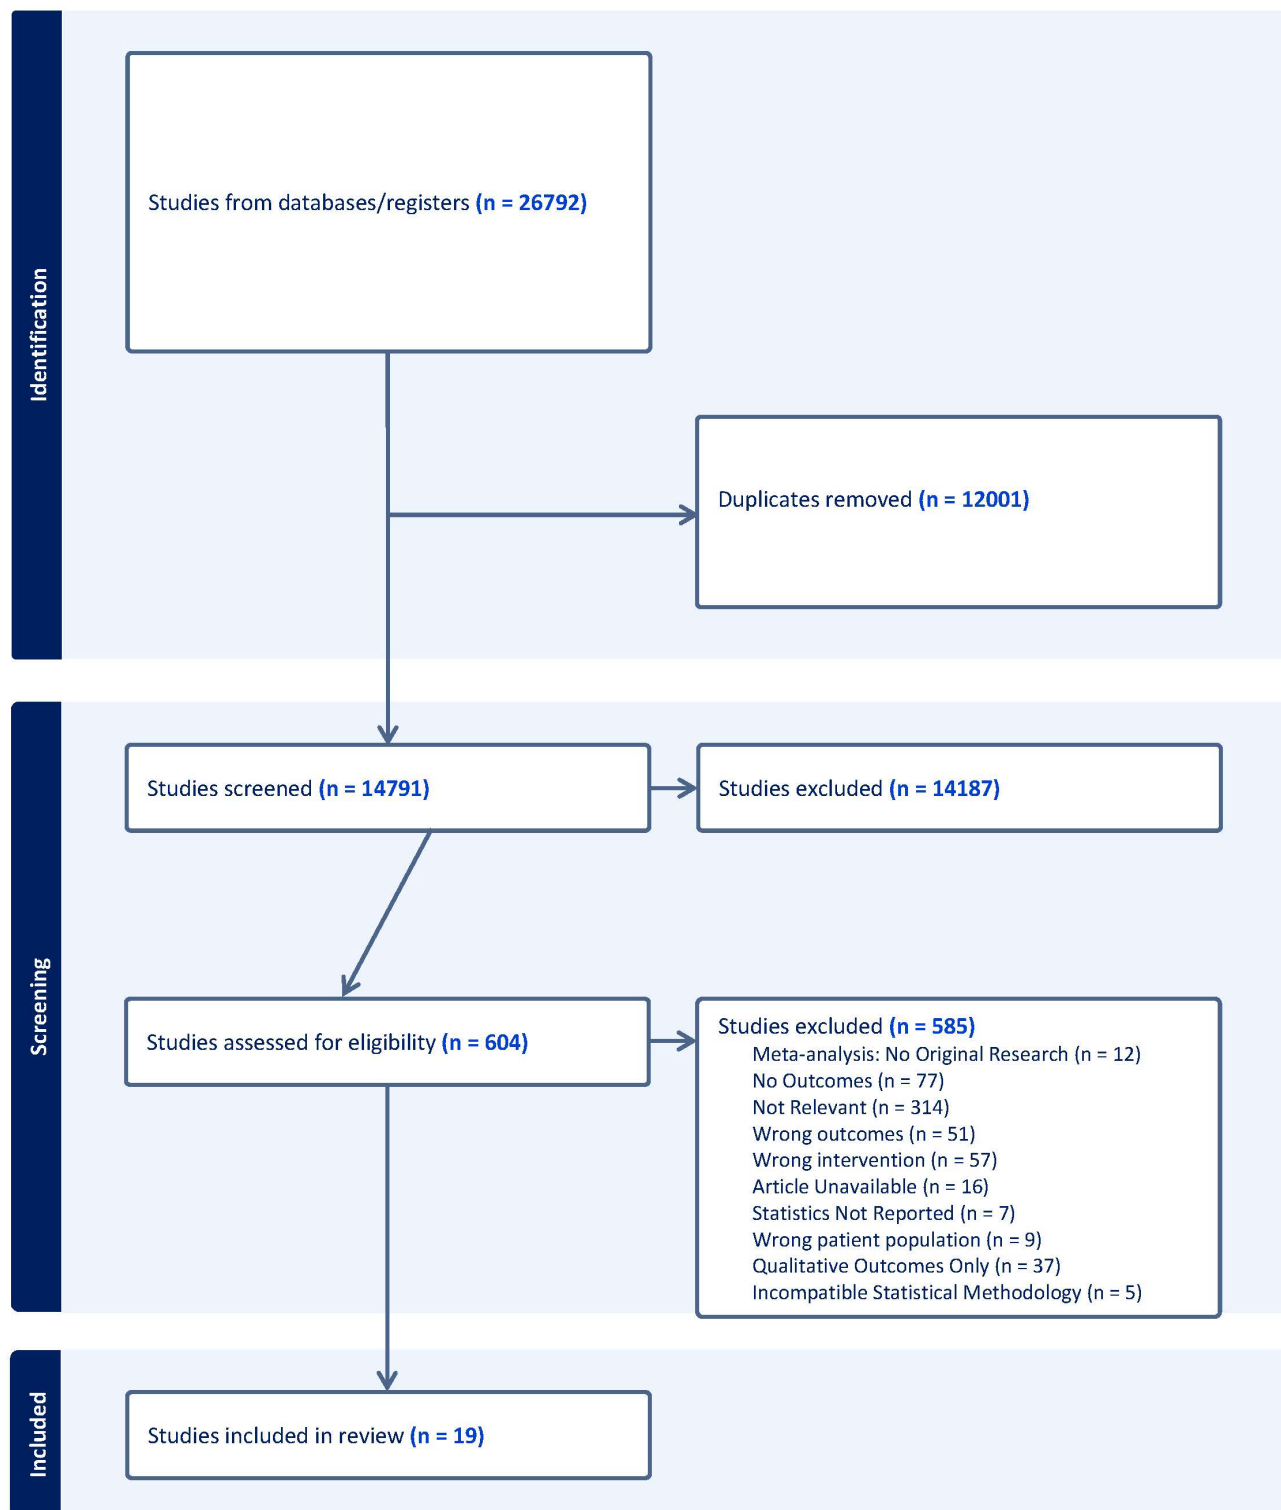 Identification
Studies from databases/registers (n = 26792)
Duplicates removed (n = 12001)
Screening
Studies screened (n = 14791)
Studies excluded (n = 14187)
Studies assessed for eligibility (n = 604)
Studies excluded (n = 585)
Meta-analysis: No Original Research (n = 12)
No Outcomes (n = 77)
Not Relevant (n = 314)
Wrong outcomes (n = 51)
Wrong intervention (n = 57)
Article Unavailable (n = 16)
Statistics Not Reported (n = 7)
Wrong patient population (n = 9)
Qualitative Outcomes Only (n = 37)
Incompatible Statistical Methodology (n = 5)
Included
Studies included in review (n = 19)